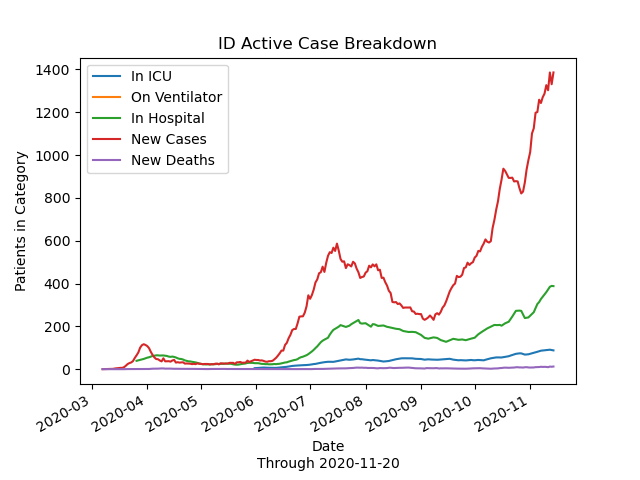 ID Active Case Breakdown
In ICU
On Ventilator
In Hospital
New Cases
New Deaths
Patients in Category
1400
1200
1000
800
600
400
200
0
2020-03
2020-04
2020-05
2020-06
2020-07
2020-08
2020-09
2020-10
2020-11
Date
Through 2020-11-20